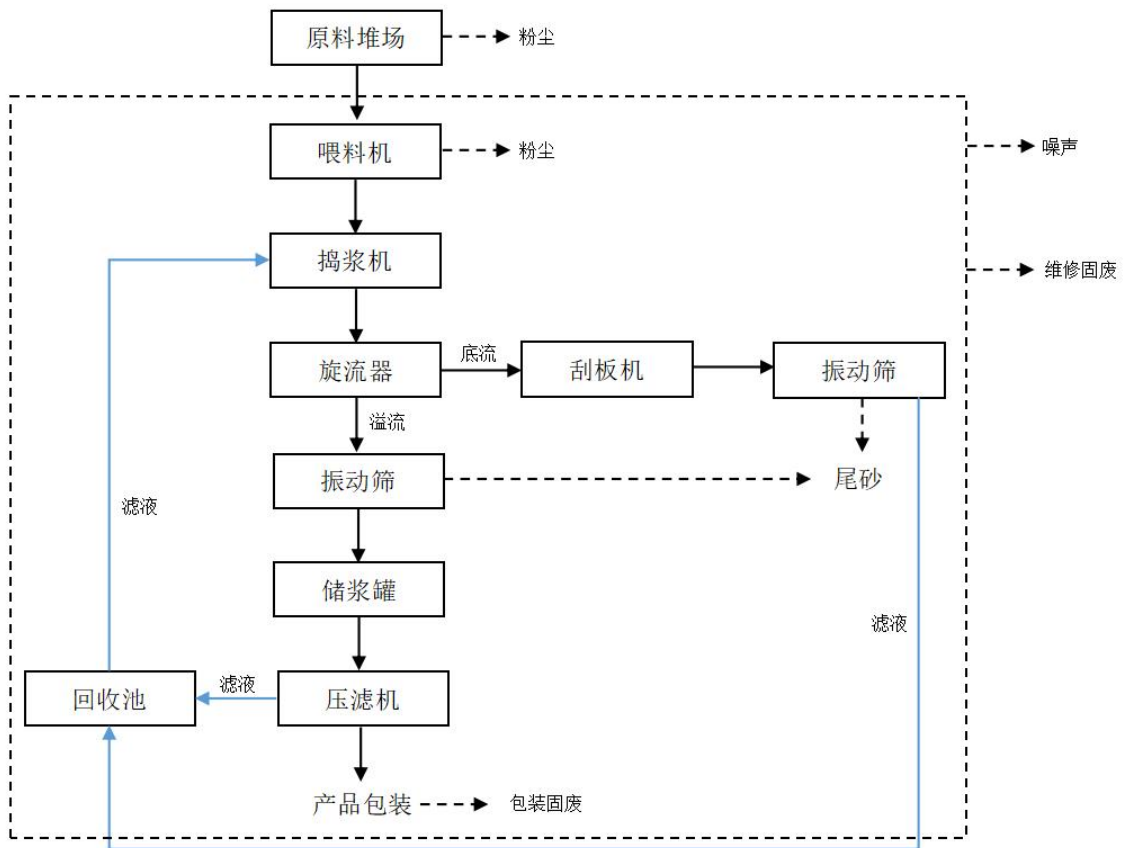 原料堆场
粉尘
喂料机
粉尘
噪声
捣浆机
维修固废
旋流器
底流
刮板机
振动筛
溢流
振动筛
尾砂
滤液
储浆罐
滤液
回收池
滤液
压滤机
产品包装
包装固废